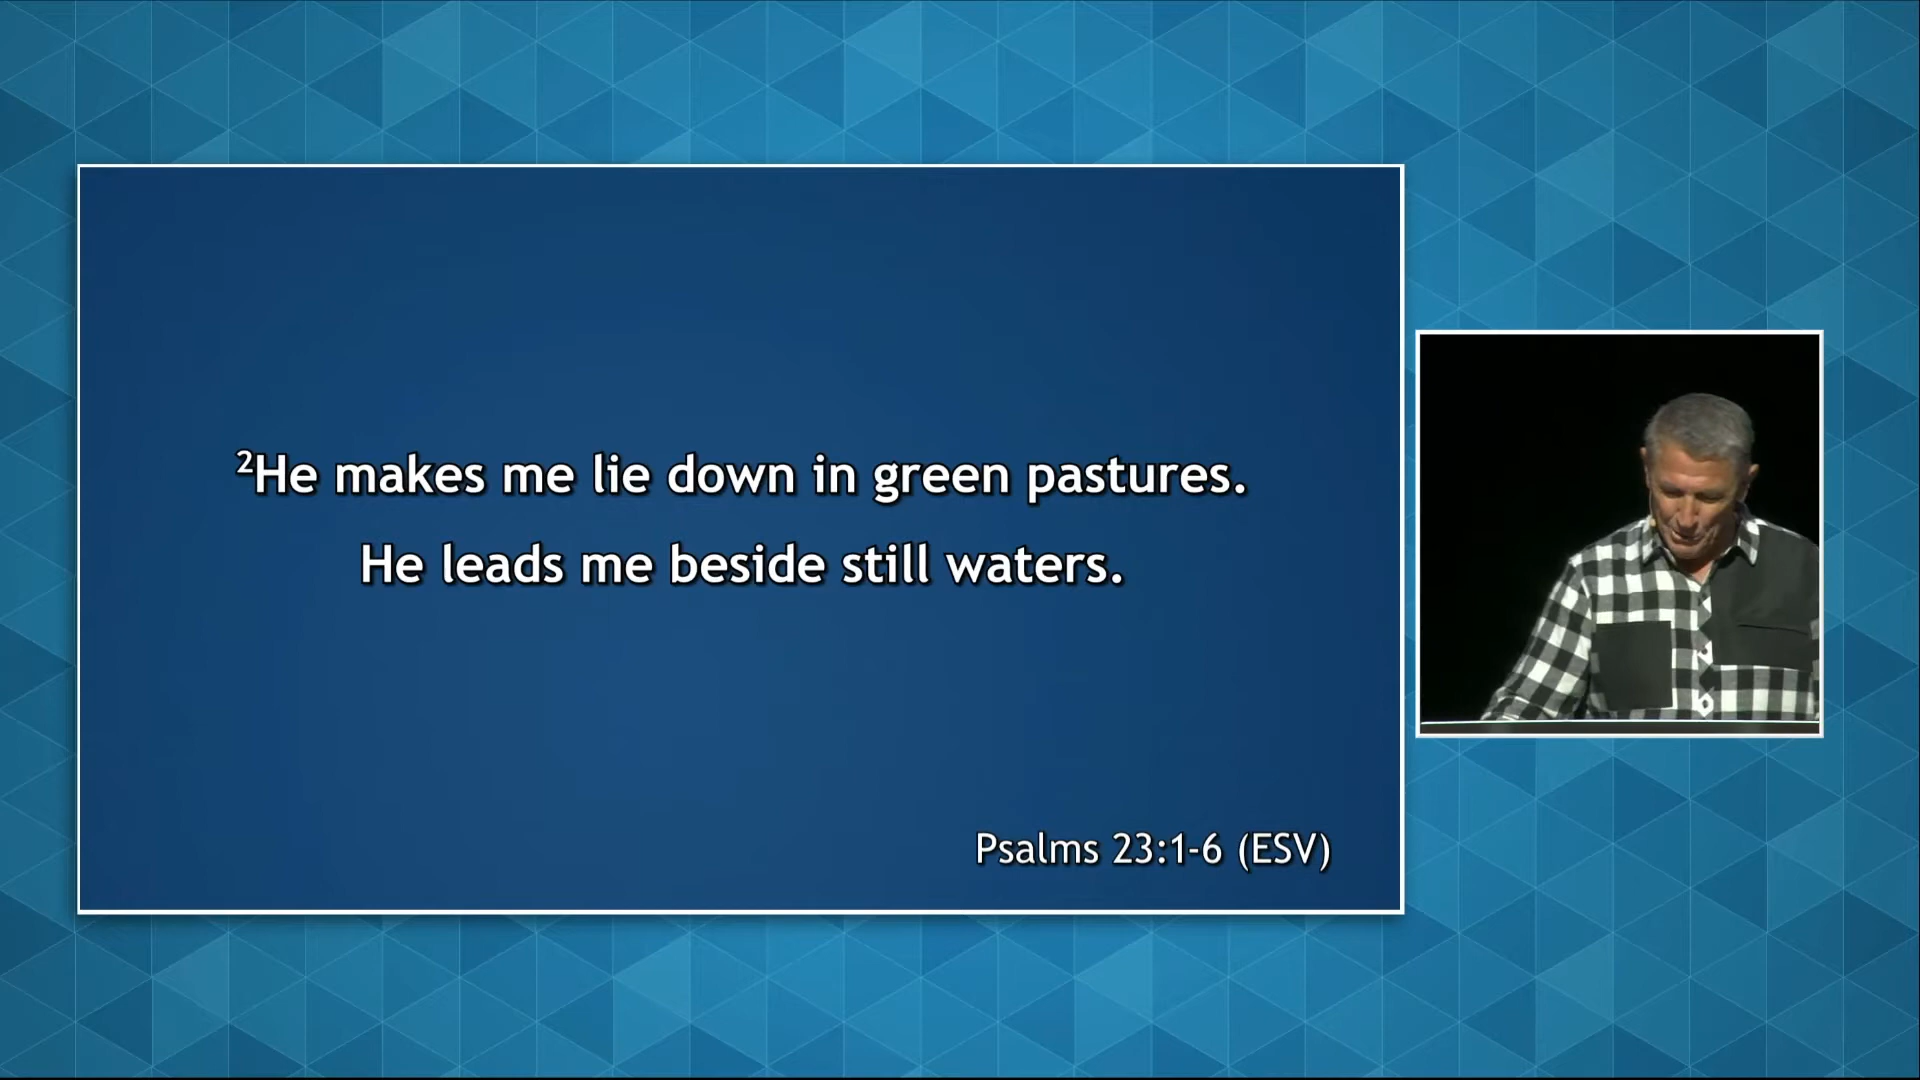 ²He makes me lie down in green pastures.
He leads me beside still waters.
Psalms 23:1-6 (ESV)